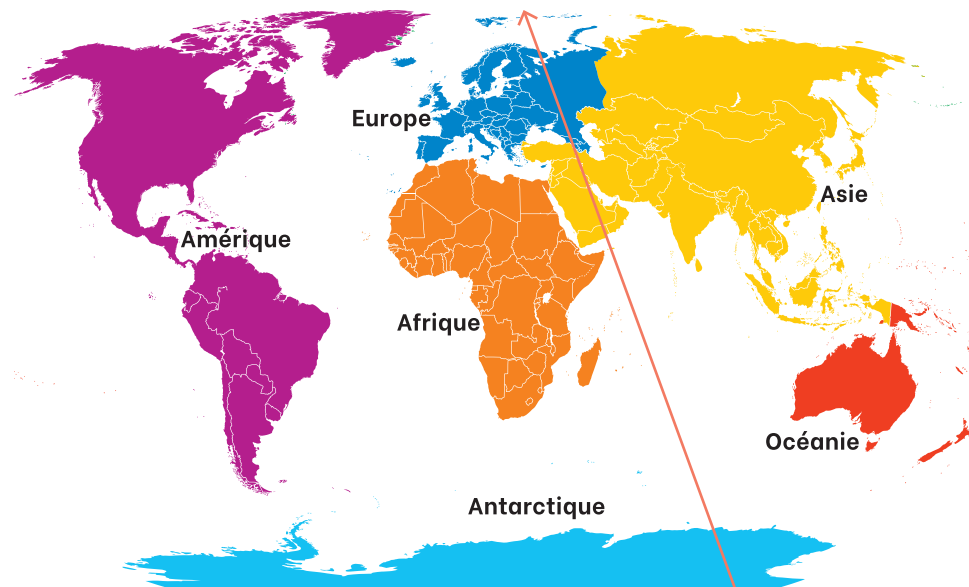 Europe
Asie
Amérique
Afrique
Océanie
Antarctique